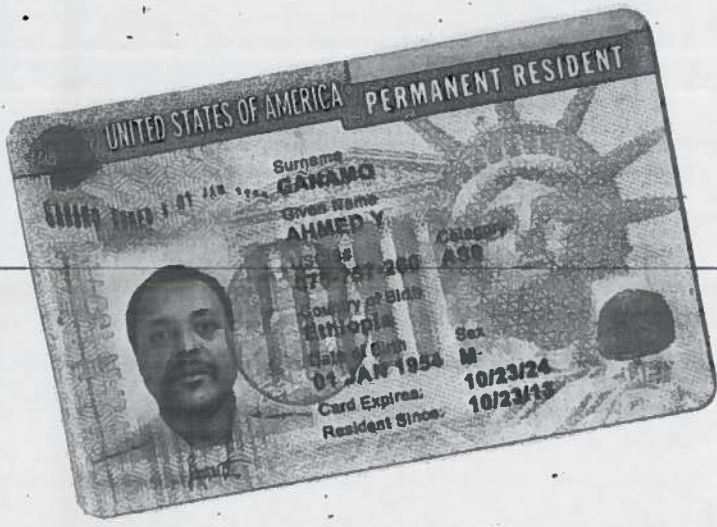 UNITED STATES OF AMERICA PERMANENT RESIDENT
Surname
GANAMO
Given Name
AHMED Y
Category
Country of Birth
Ethiopia
Date of Birth Sex
01 JAN 1954 M
Card Expires: 10/23/24
Resident Since: